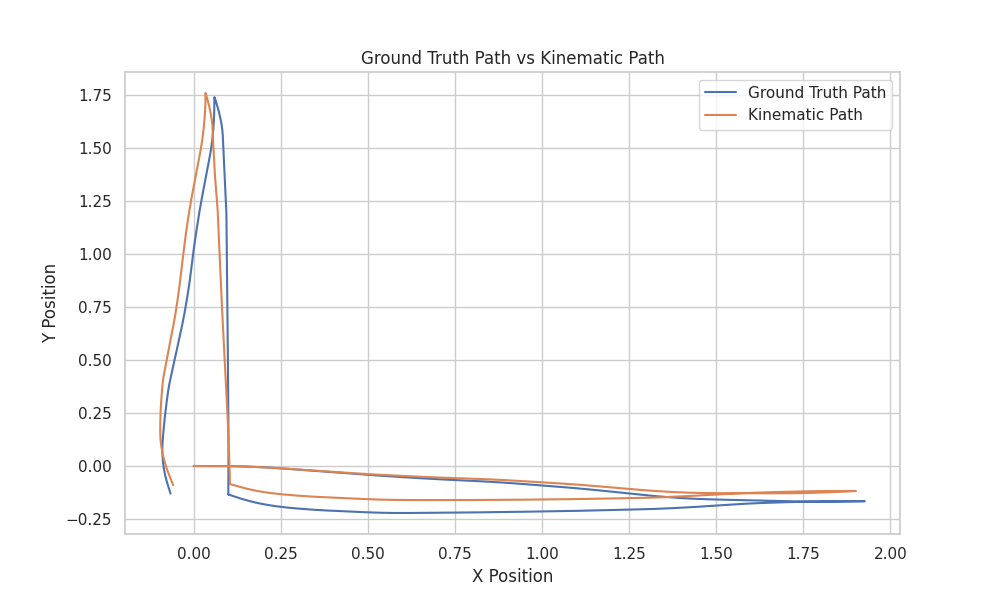 Ground Truth Path vs Kinematic Path
Ground Truth Path
Kinematic Path
Y Position
1.75
1.50
1.25
1.00
0.75
0.50
0.25
0.00
−0.25
0.00 0.25 0.50 0.75 1.00 1.25 1.50 1.75 2.00
X Position